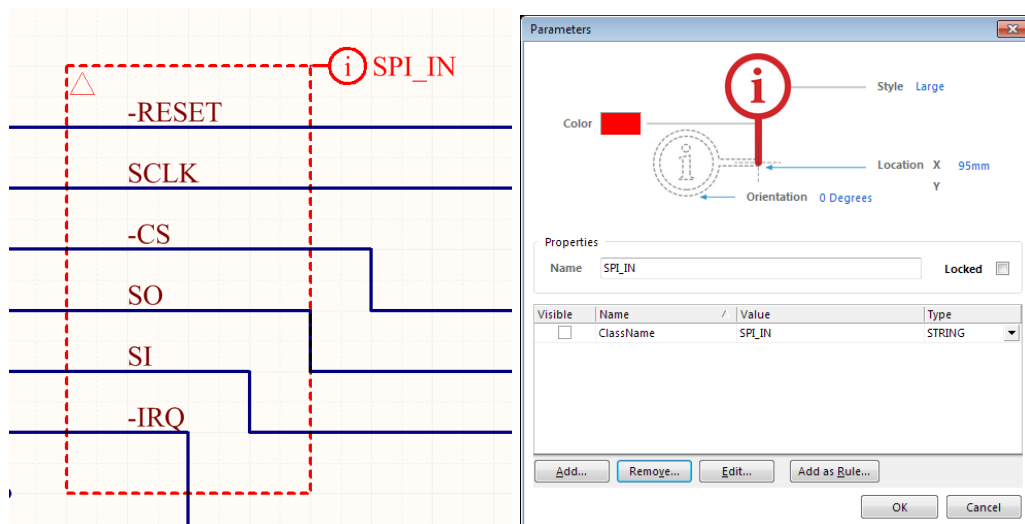 i SPI_IN
-RESET
SCLK
-CS
SO
SI
-IRQ
Parameters
i
Style Large
Color
i
Location X 95mm
Y
Orientation 0 Degrees
Properties
Name SPI_IN Locked
Visible Name Value Type
ClassName SPI_IN STRING
Add... Remove... Edit... Add as Rule...
OK Cancel